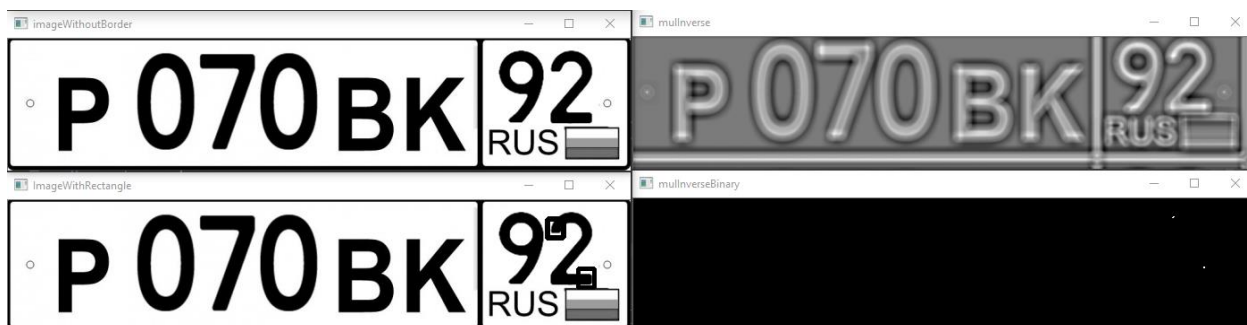 imageWithoutBorder
P 070 BK 92
RUS
mulInverse
P 070 BK 92
RUS
ImageWithRectangle
P 070 BK 92
RUS
mulInverseBinary